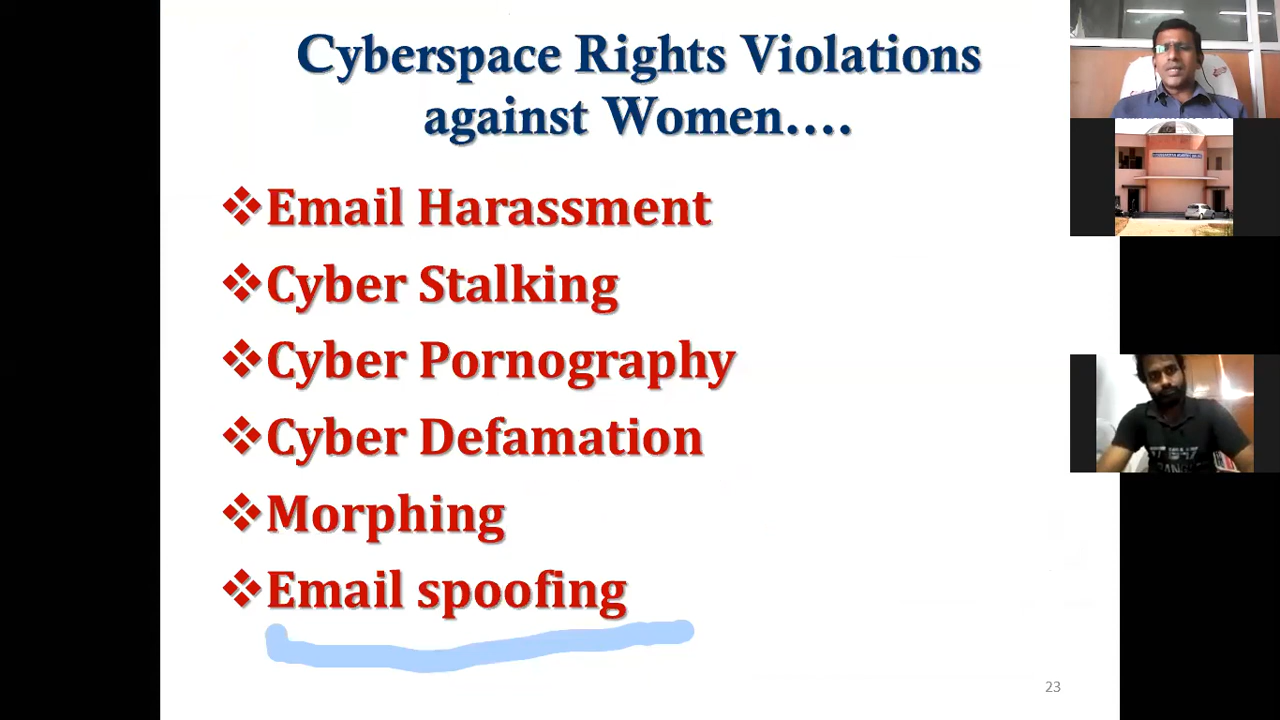 Cyberspace Rights Violations
against Women....
❖Email Harassment
❖Cyber Stalking
❖Cyber Pornography
❖Cyber Defamation
❖Morphing
❖Email spoofing
23